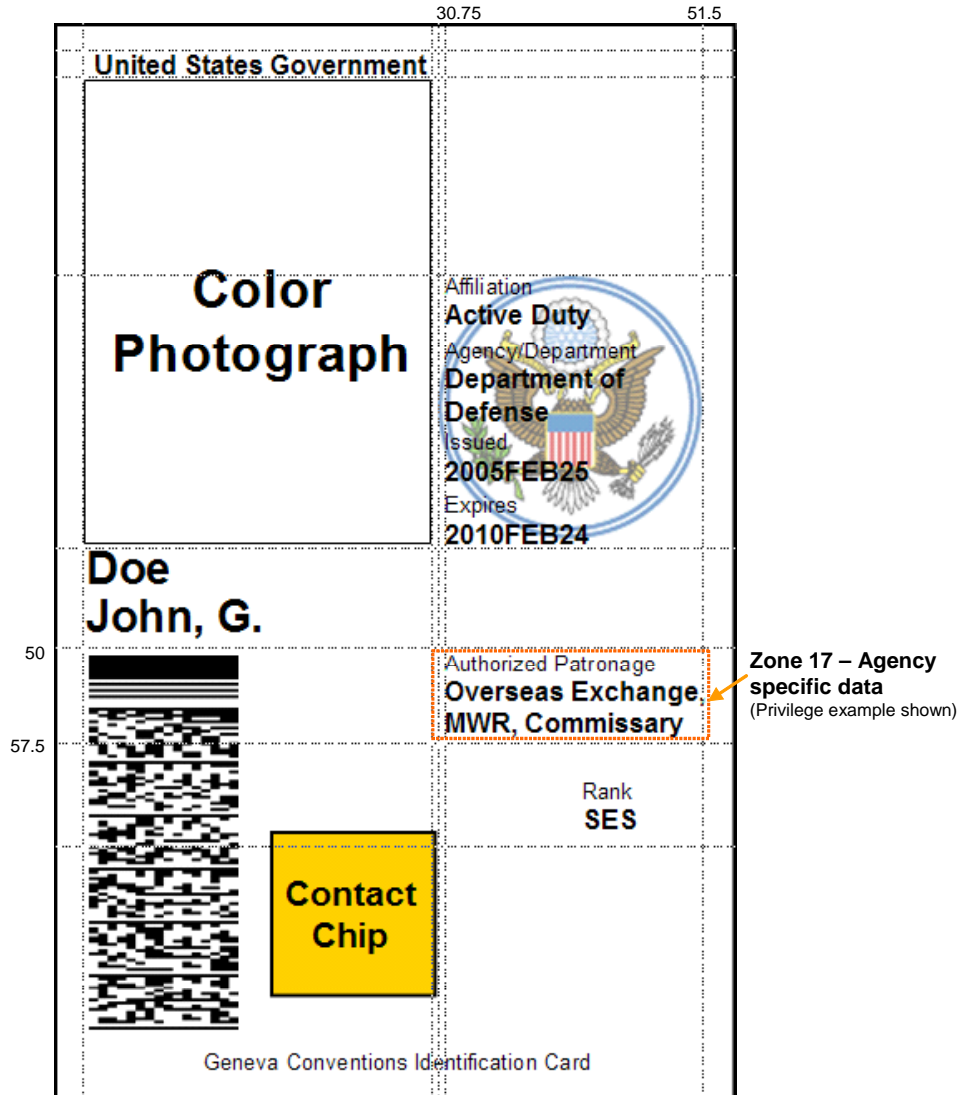 30.75
51.5
United States Government
Color
Photograph
Affiliation
Active Duty
Agency/Department
Department of
Defense
Issued
2005FEB25
Expires
2010FEB24
Doe
John, G.
50
Authorized Patronage
Overseas Exchange,
MWR, Commissary
Zone 17 – Agency
specific data
(Privilege example shown)
57.5
Rank
SES
Contact
Chip
Geneva Conventions Identification Card